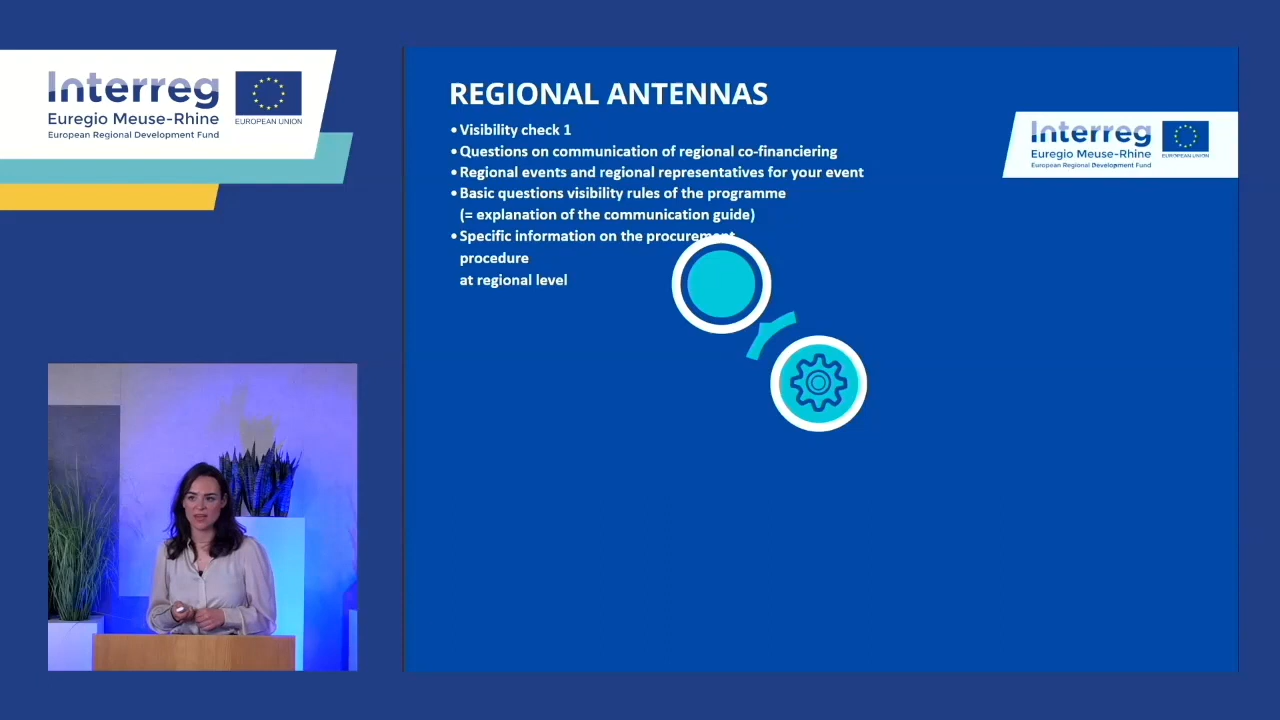 Interreg
Euregio Meuse-Rhine
European Regional Development Fund
EUROPEAN UNION
REGIONAL ANTENNAS
•Visibility check 1
•Questions on communication of regional co-financiering
•Regional events and regional representatives for your event
•Basic questions visibility rules of the programme
(= explanation of the communication guide)
•Specific information on the procurement
procedure
at regional level
Interreg
Euregio Meuse-Rhine
European Regional Development Fund
EUROPEAN UNION